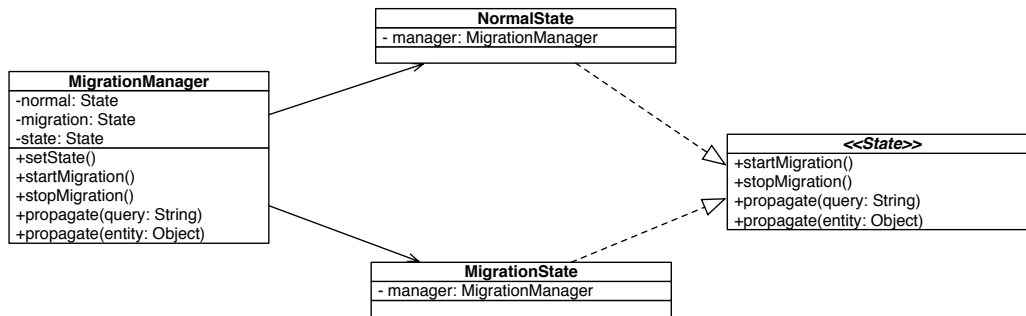 NormalState
- manager: MigrationManager
MigrationManager
-normal: State
-migration: State
-state: State
+setState()
+startMigration()
+stopMigration()
+propagate(query: String)
+propagate(entity: Object)
<<State>>
+startMigration()
+stopMigration()
+propagate(query: String)
+propagate(entity: Object)
MigrationState
- manager: MigrationManager